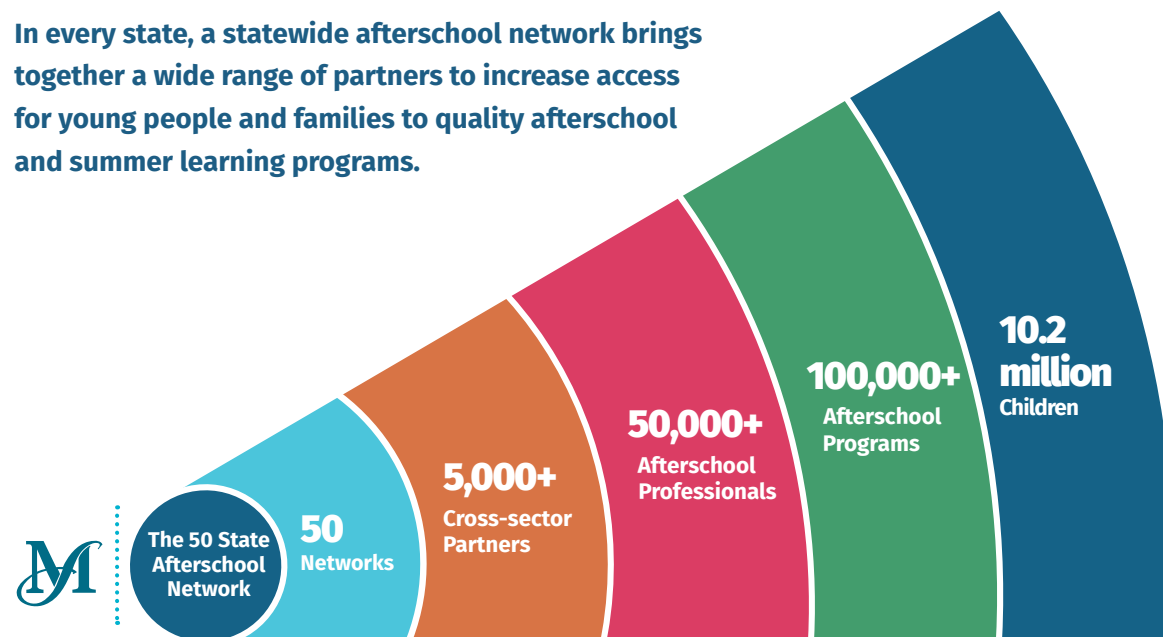 In every state, a statewide afterschool network brings
together a wide range of partners to increase access
for young people and families to quality afterschool
and summer learning programs.
The 50 State
Afterschool
Network
50
Networks
5,000+
Cross-sector
Partners
50,000+
Afterschool
Professionals
100,000+
Afterschool
Programs
10.2
million
Children
M